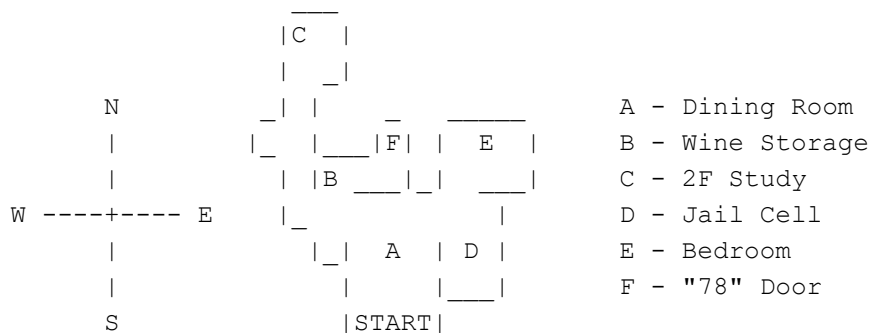 C
N A - Dining Room
F E B - Wine Storage
B C - 2F Study
W E D - Jail Cell
A D E - Bedroom
F - "78" Door
S START